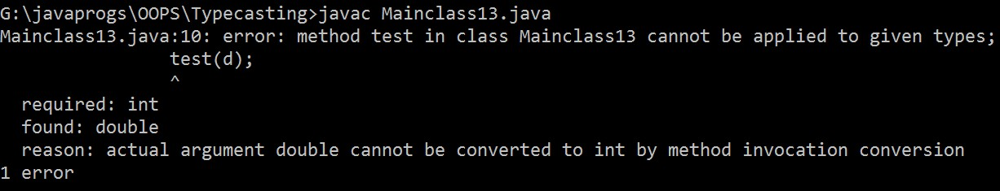 G:\javaprogs\OOPS\Typecasting>javac Mainclass13.java
Mainclass13.java:10: error: method test in class Mainclass13 cannot be applied to given types;
                test(d);
                ^
  required: int
  found: double
  reason: actual argument double cannot be converted to int by method invocation conversion
1 error